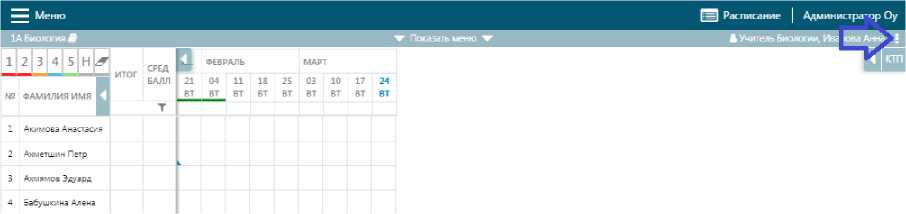 Меню Расписание Администратор Оу
1А Биология Показать меню Учитель Биологии, Иванова Анна
1 2 3 4 5 Н ИТОГ СРЕД БАЛЛ ФЕВРАЛЬ МАРТ КТП
№ ФАМИЛИЯ ИМЯ 21 ВТ 04 ВТ 11 ВТ 18 ВТ 25 ВТ 03 ВТ 10 ВТ 17 ВТ 24 ВТ
1 Акимова Анастасия
2 Ахметшин Петр
3 Ахиямов Эдуард
4 Бабушкина Алена